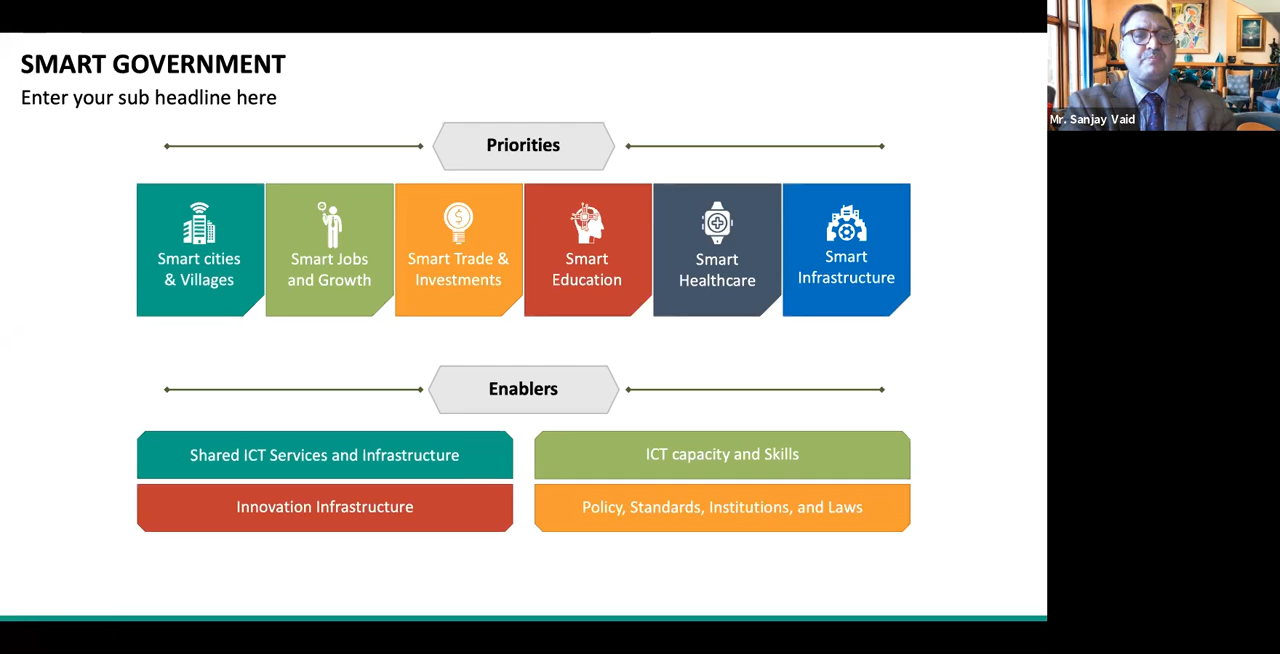 SMART GOVERNMENT
Enter your sub headline here
Mr. Sanjay Vaid
Priorities
Smart cities
& Villages
Smart Jobs
and Growth
Smart Trade &
Investments
Smart
Education
Smart
Healthcare
Smart
Infrastructure
Enablers
Shared ICT Services and Infrastructure
ICT capacity and Skills
Innovation Infrastructure
Policy, Standards, Institutions, and Laws